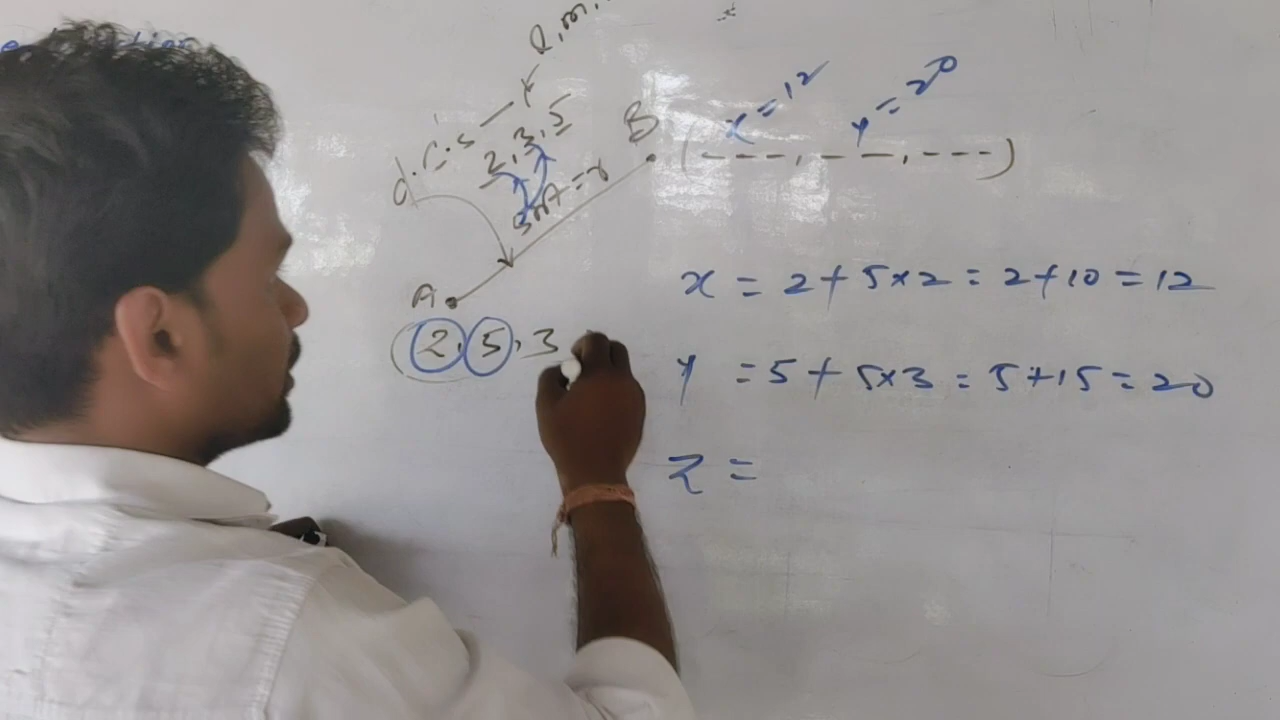 d.r.s
2, 3, 5
B
x = 12
y = 20
(---, ---, ---)
A
2, 5, 3
x = 2 + 5×2 = 2+10 = 12
y = 5 + 5×3 = 5+15 = 20
z =